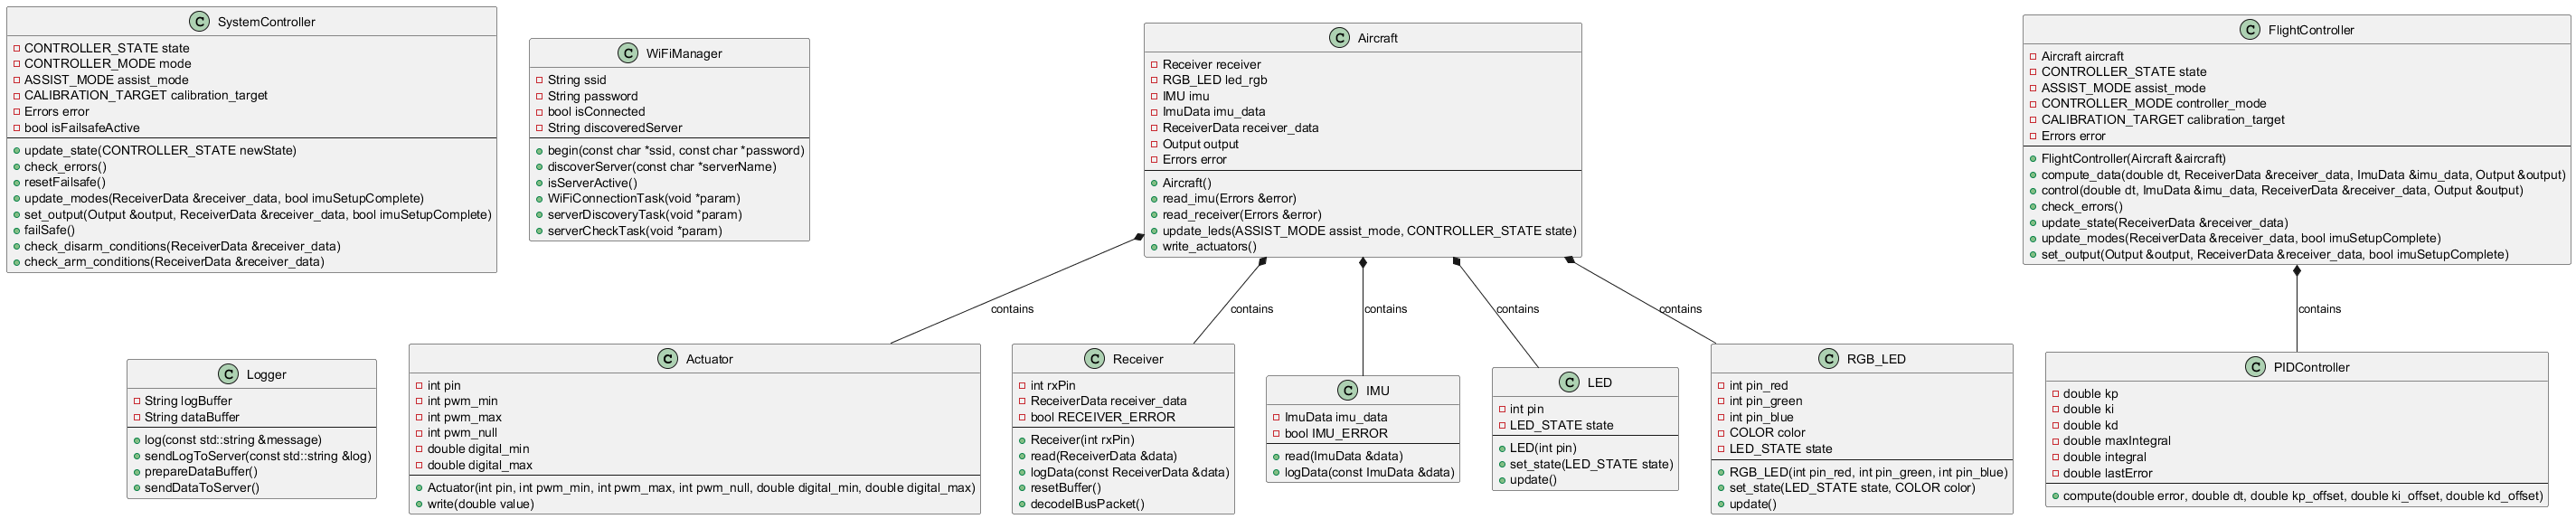 C SystemController
CONTROLLER_STATE state
CONTROLLER_MODE mode
ASSIST_MODE assist_mode
CALIBRATION_TARGET calibration_target
Errors error
bool isFailsafeActive
update_state(CONTROLLER_STATE newState)
check_errors()
resetFailsafe()
update_modes(ReceiverData &receiver_data, bool imuSetupComplete)
set_output(Output &output, ReceiverData &receiver_data, bool imuSetupComplete)
failSafe()
check_disarm_conditions(ReceiverData &receiver_data)
check_arm_conditions(ReceiverData &receiver_data)
C WiFiManager
String ssid
String password
bool isConnected
String discoveredServer
begin(const char *ssid, const char *password)
discoverServer(const char *serverName)
isServerActive()
WiFiConnectionTask(void *param)
serverDiscoveryTask(void *param)
serverCheckTask(void *param)
C Aircraft
Receiver receiver
RGB_LED led_rgb
IMU imu
ImuData imu_data
ReceiverData receiver_data
Output output
Errors error
Aircraft()
read_imu(Errors &error)
read_receiver(Errors &error)
update_leds(ASSIST_MODE assist_mode, CONTROLLER_STATE state)
write_actuators()
C FlightController
Aircraft aircraft
CONTROLLER_STATE state
ASSIST_MODE assist_mode
CONTROLLER_MODE controller_mode
CALIBRATION_TARGET calibration_target
Errors error
FlightController(Aircraft &aircraft)
compute_data(double dt, ReceiverData &receiver_data, ImuData &imu_data, Output &output)
control(double dt, ImuData &imu_data, ReceiverData &receiver_data, Output &output)
check_errors()
update_state(ReceiverData &receiver_data)
update_modes(ReceiverData &receiver_data, bool imuSetupComplete)
set_output(Output &output, ReceiverData &receiver_data, bool imuSetupComplete)
contains
contains
contains
contains
contains
contains
C Logger
String logBuffer
String dataBuffer
log(const std::string &message)
sendLogToServer(const std::string &log)
prepareDataBuffer()
sendDataToServer()
C Actuator
int pin
int pwm_min
int pwm_max
int pwm_null
double digital_min
double digital_max
Actuator(int pin, int pwm_min, int pwm_max, int pwm_null, double digital_min, double digital_max)
write(double value)
C Receiver
int rxPin
ReceiverData receiver_data
bool RECEIVER_ERROR
Receiver(int rxPin)
read(ReceiverData &data)
logData(const ReceiverData &data)
resetBuffer()
decodeIBusPacket()
C IMU
ImuData imu_data
bool IMU_ERROR
read(ImuData &data)
logData(const ImuData &data)
C LED
int pin
LED_STATE state
LED(int pin)
set_state(LED_STATE state)
update()
C RGB_LED
int pin_red
int pin_green
int pin_blue
COLOR color
LED_STATE state
RGB_LED(int pin_red, int pin_green, int pin_blue)
set_state(LED_STATE state, COLOR color)
update()
C PIDController
double kp
double ki
double kd
double maxIntegral
double integral
double lastError
compute(double error, double dt, double kp_offset, double ki_offset, double kd_offset)